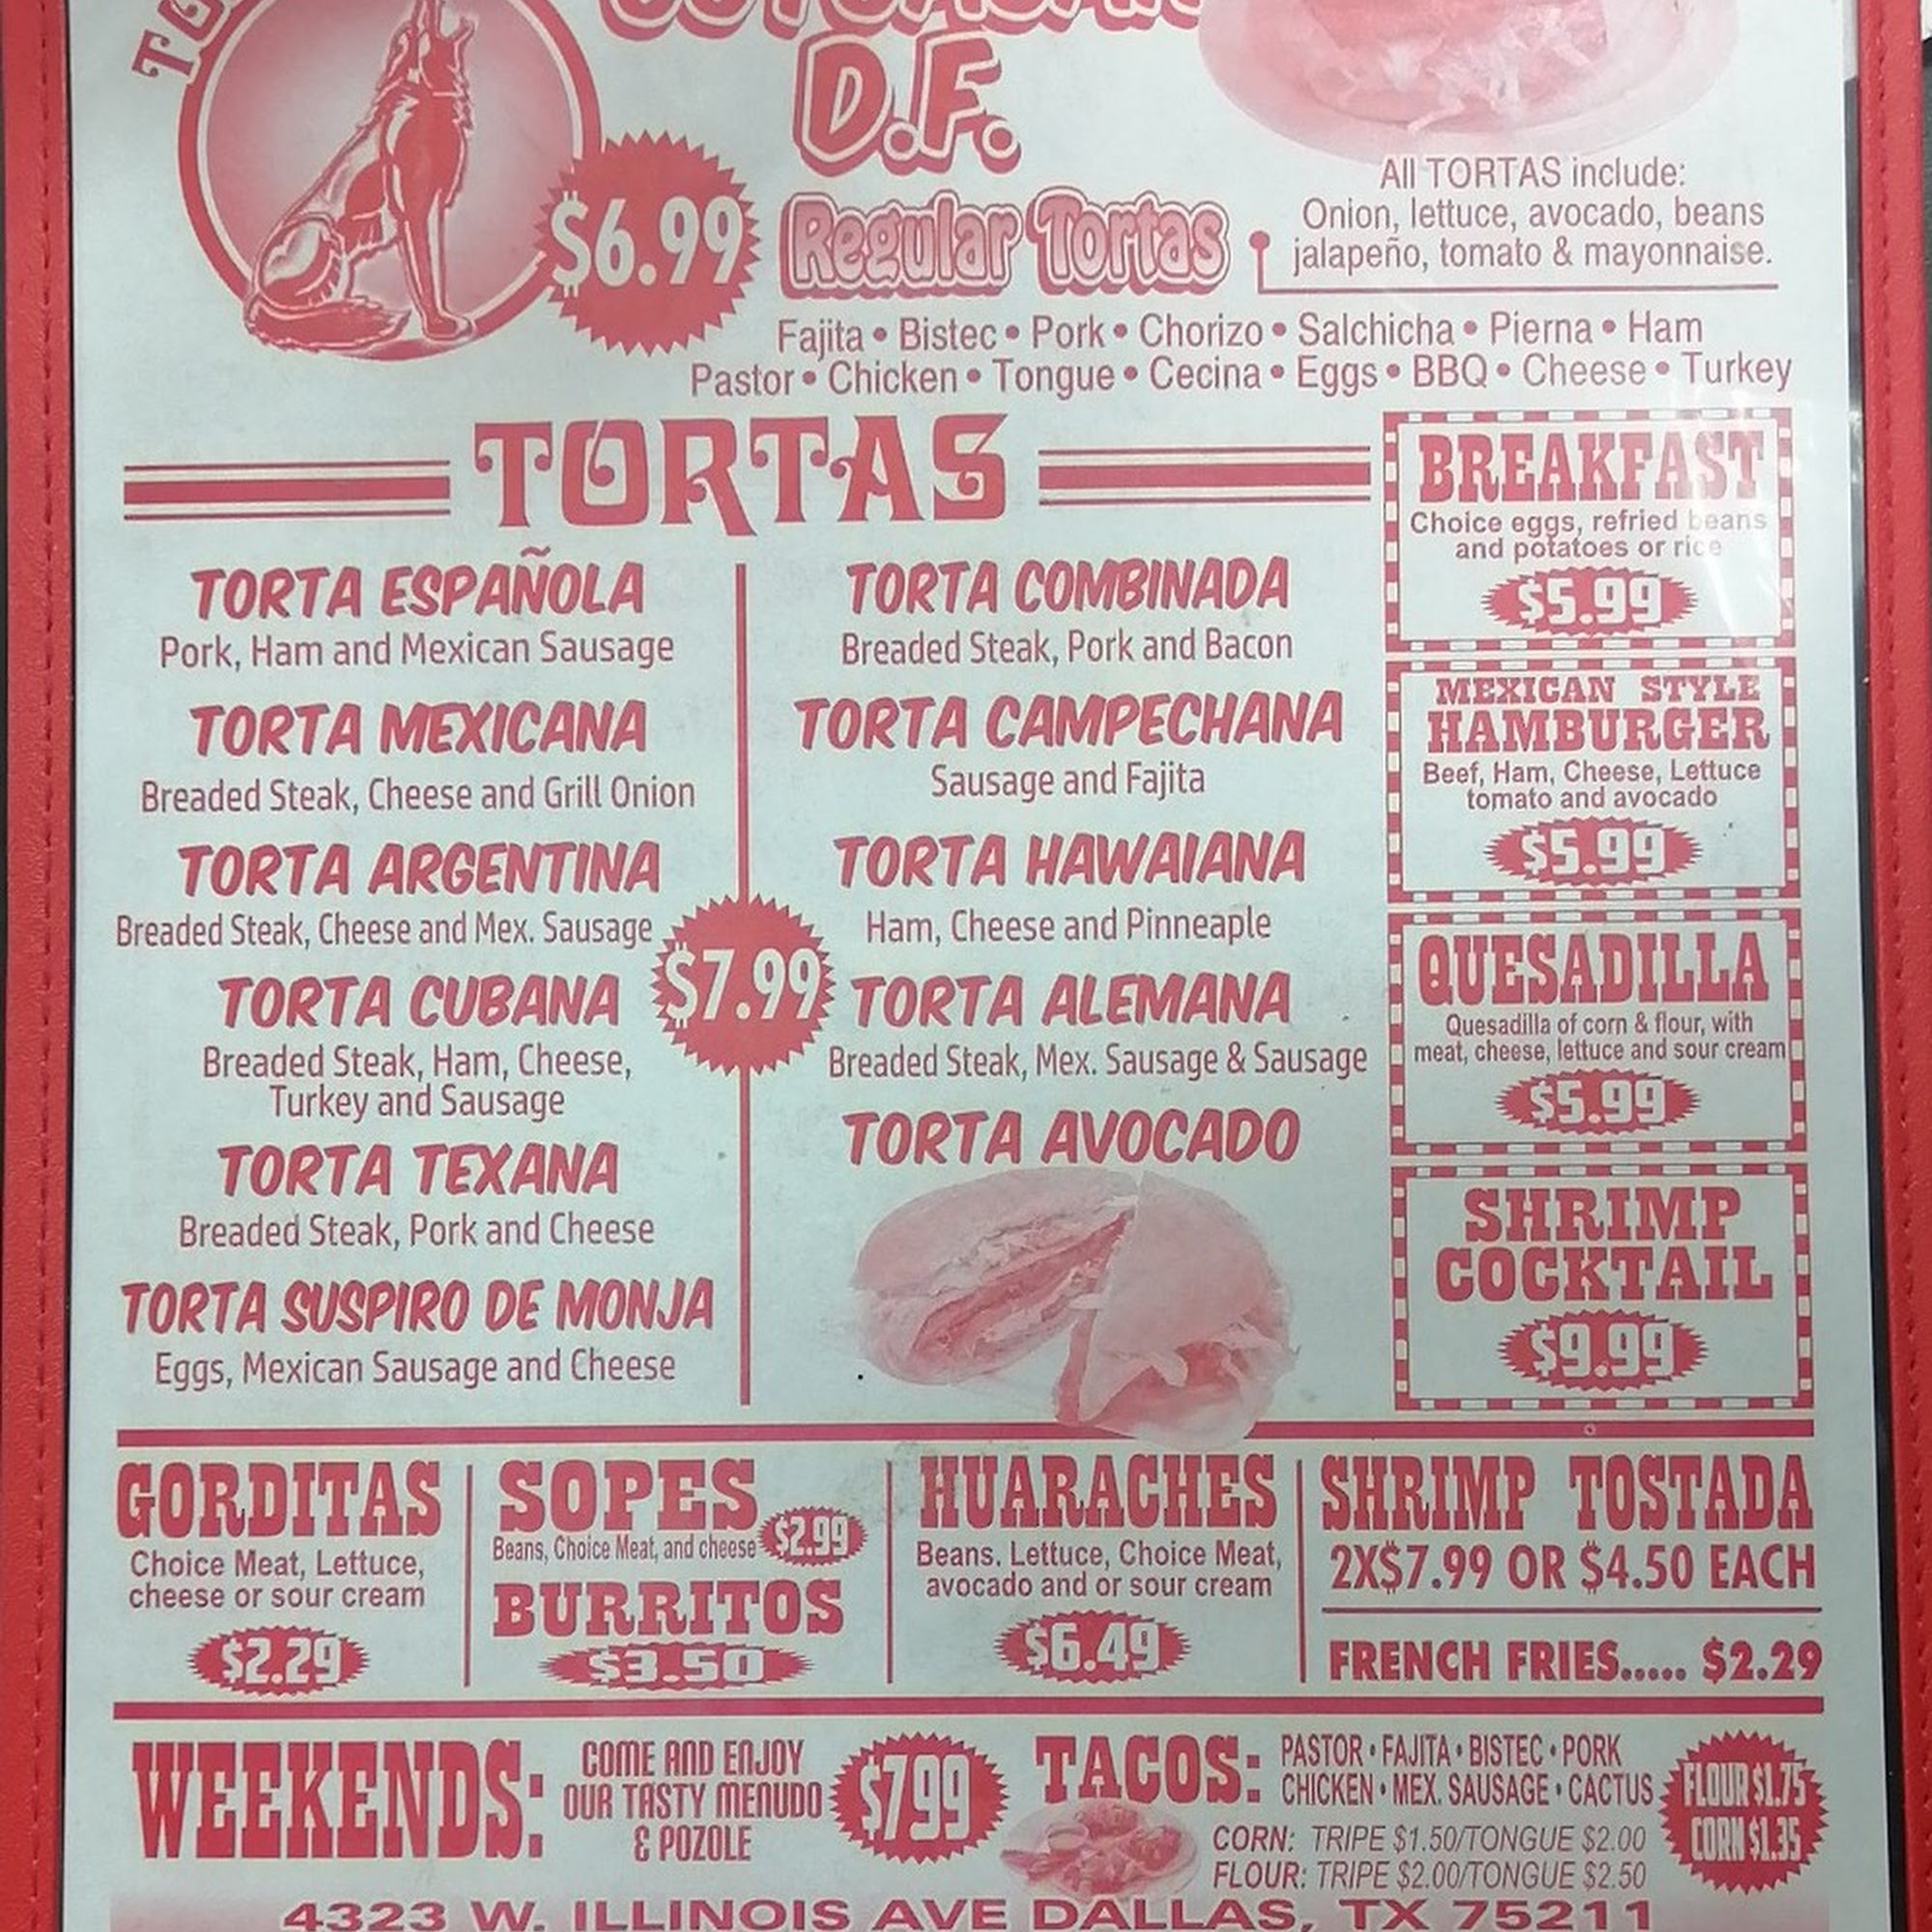 D.F.
$6.99
Regular Tortas
All TORTAS include:
Onion, lettuce, avocado, beans
jalapeño, tomato & mayonnaise.
Fajita • Bistec • Pork • Chorizo • Salchicha • Pierna • Ham
Pastor • Chicken • Tongue • Cecina • Eggs • BBQ • Cheese • Turkey
TORTAS
TORTA ESPAÑOLA
Pork, Ham and Mexican Sausage
TORTA MEXICANA
Breaded Steak, Cheese and Grill Onion
TORTA ARGENTINA
Breaded Steak, Cheese and Mex. Sausage
TORTA CUBANA
Breaded Steak, Ham, Cheese,
Turkey and Sausage
TORTA TEXANA
Breaded Steak, Pork and Cheese
TORTA SUSPIRO DE MONJA
Eggs, Mexican Sausage and Cheese
$7.99
TORTA COMBINADA
Breaded Steak, Pork and Bacon
TORTA CAMPECHANA
Sausage and Fajita
TORTA HAWAIANA
Ham, Cheese and Pinneaple
TORTA ALEMANA
Breaded Steak, Mex. Sausage & Sausage
TORTA AVOCADO
BREAKFAST
Choice eggs, refried beans
and potatoes or rice
$5.99
MEXICAN STYLE
HAMBURGER
Beef, Ham, Cheese, Lettuce
tomato and avocado
$5.99
QUESADILLA
Quesadilla of corn & flour, with
meat, cheese, lettuce and sour cream
$5.99
SHRIMP
COCKTAIL
$9.99
GORDITAS
Choice Meat, Lettuce,
cheese or sour cream
$2.29
SOPES
Beans, Choice Meat, and cheese $2.99
BURRITOS
$3.50
HUARACHES
Beans. Lettuce, Choice Meat,
avocado and or sour cream
$6.49
SHRIMP TOSTADA
2X$7.99 OR $4.50 EACH
FRENCH FRIES..... $2.29
WEEKENDS:
COME AND ENJOY
OUR TASTY MENUDO
& POZOLE
$799
TACOS:
PASTOR • FAJITA • BISTEC • PORK
CHICKEN • MEX. SAUSAGE • CACTUS
FLOUR $1.75
CORN $1.35
CORN: TRIPE $1.50/TONGUE $2.00
FLOUR: TRIPE $2.00/TONGUE $2.50
4323 W. ILLINOIS AVE DALLAS, TX 75211